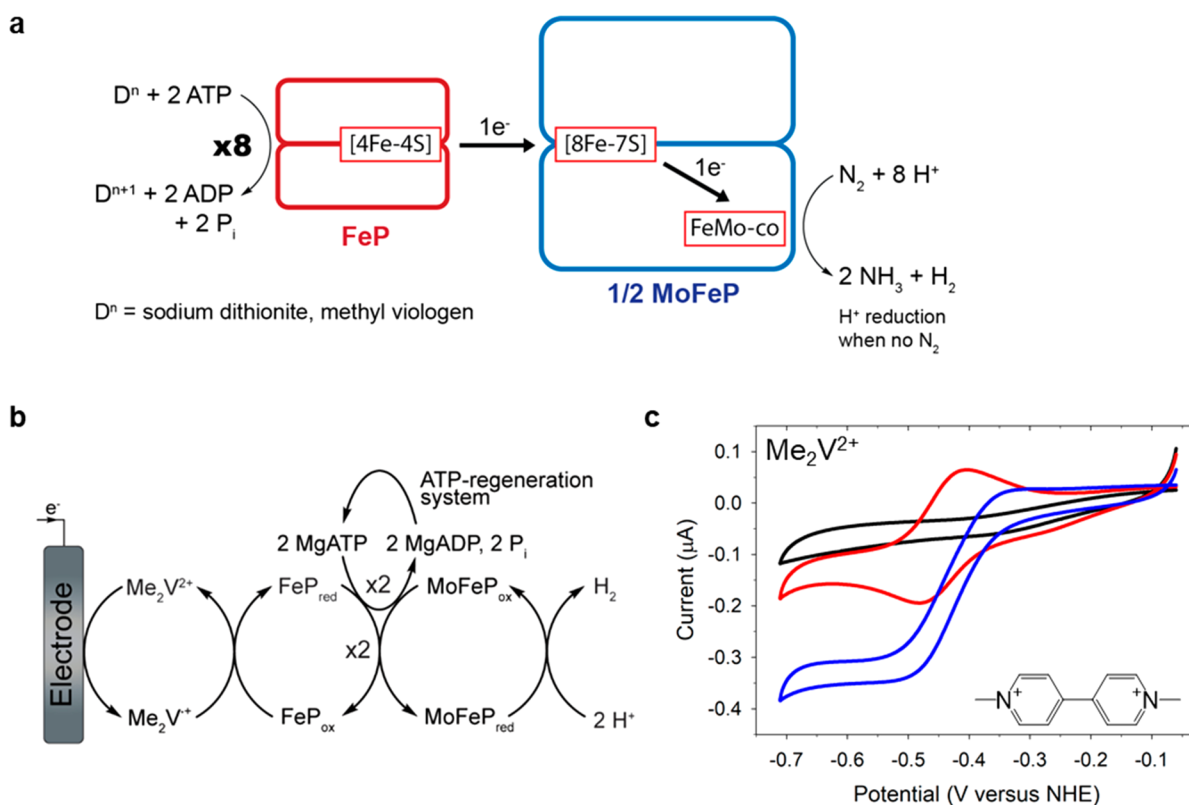 a
Dⁿ + 2 ATP
x8
Dⁿ⁺¹ + 2 ADP
+ 2 Pᵢ
[4Fe-4S]
FeP
1e⁻
[8Fe-7S]
1e⁻
FeMo-co
1/2 MoFeP
N₂ + 8 H⁺
2 NH₃ + H₂
H⁺ reduction
when no N₂
Dⁿ = sodium dithionite, methyl viologen
b
ATP-regeneration
system
e⁻
2 MgATP
2 MgADP, 2 Pᵢ
Me₂V²⁺
FePred
x2
MoFePox
H₂
Electrode
x2
Me₂V·⁺
FePox
MoFePred
2 H⁺
c
Me₂V²⁺
0.1
0.0
-0.1
-0.2
-0.3
-0.4
Current (µA)
N⁺
⁺N
-0.7 -0.6 -0.5 -0.4 -0.3 -0.2 -0.1
Potential (V versus NHE)